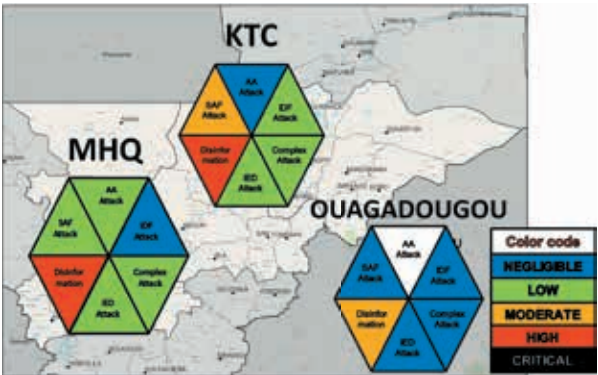 KTC
AA
Attack
SAF
Attack
IDF
Attack
Disinfor
mation
Complex
Attack
IED
Attack
MHQ
AA
Attack
SAF
Attack
IDF
Attack
Disinfor
mation
Complex
Attack
IED
Attack
OUAGADOUGOU
AA
Attack
SAF
Attack
IDF
Attack
Disinfor
mation
Complex
Attack
IED
Attack
Color code
NEGLIGIBLE
LOW
MODERATE
HIGH
CRITICAL